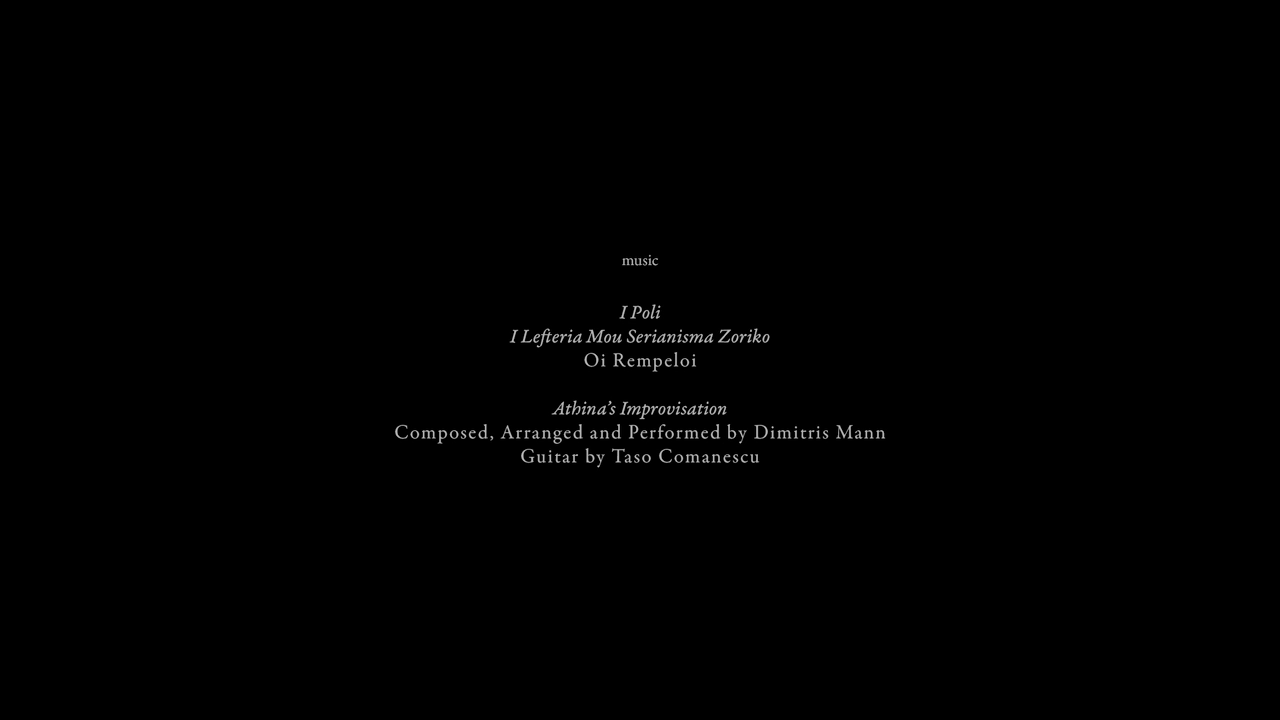 music
I Poli
I Lefteria Mou Serianisma Zoriko
Oi Rempeloi
Athina’s Improvisation
Composed, Arranged and Performed by Dimitris Mann
Guitar by Taso Comanescu